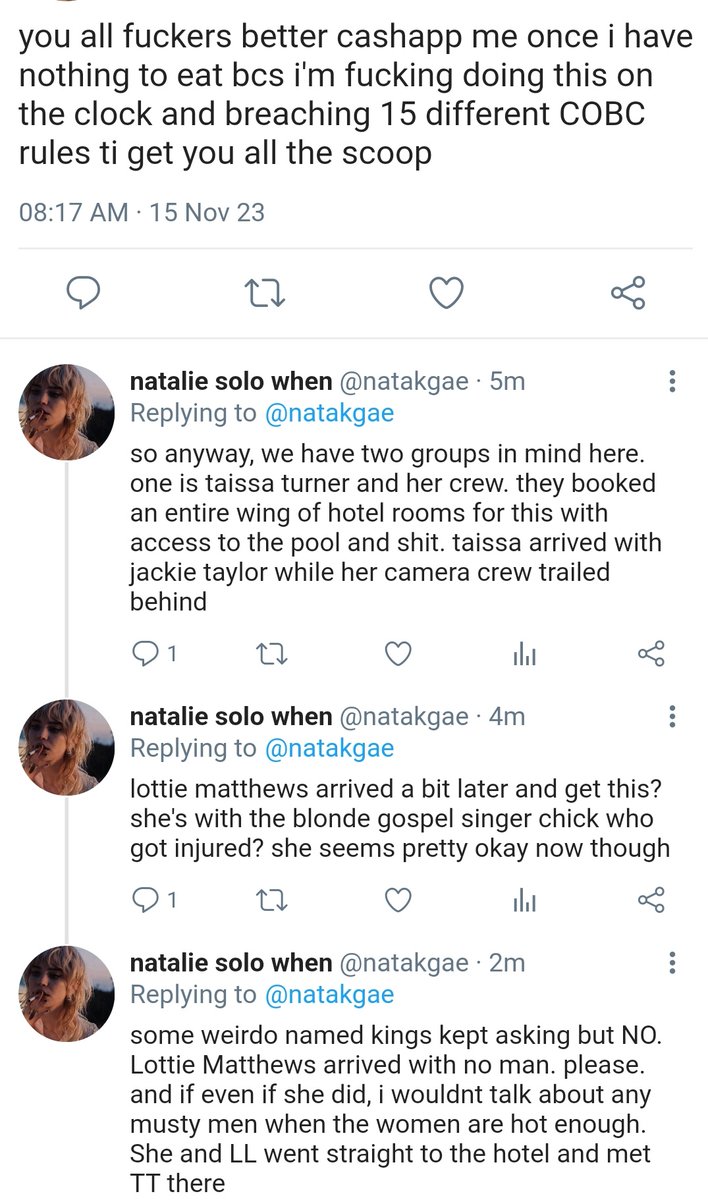 you all fuckers better cashapp me once i have
nothing to eat bcs i'm fucking doing this on
the clock and breaching 15 different COBC
rules ti get you all the scoop
08:17 AM · 15 Nov 23
natalie solo when @natakgae · 5m
Replying to @natakgae
so anyway, we have two groups in mind here.
one is taissa turner and her crew. they booked
an entire wing of hotel rooms for this with
access to the pool and shit. taissa arrived with
jackie taylor while her camera crew trailed
behind
1
natalie solo when @natakgae · 4m
Replying to @natakgae
lottie matthews arrived a bit later and get this?
she's with the blonde gospel singer chick who
got injured? she seems pretty okay now though
1
natalie solo when @natakgae · 2m
Replying to @natakgae
some weirdo named kings kept asking but NO.
Lottie Matthews arrived with no man. please.
and if even if she did, i wouldnt talk about any
musty men when the women are hot enough.
She and LL went straight to the hotel and met
TT there